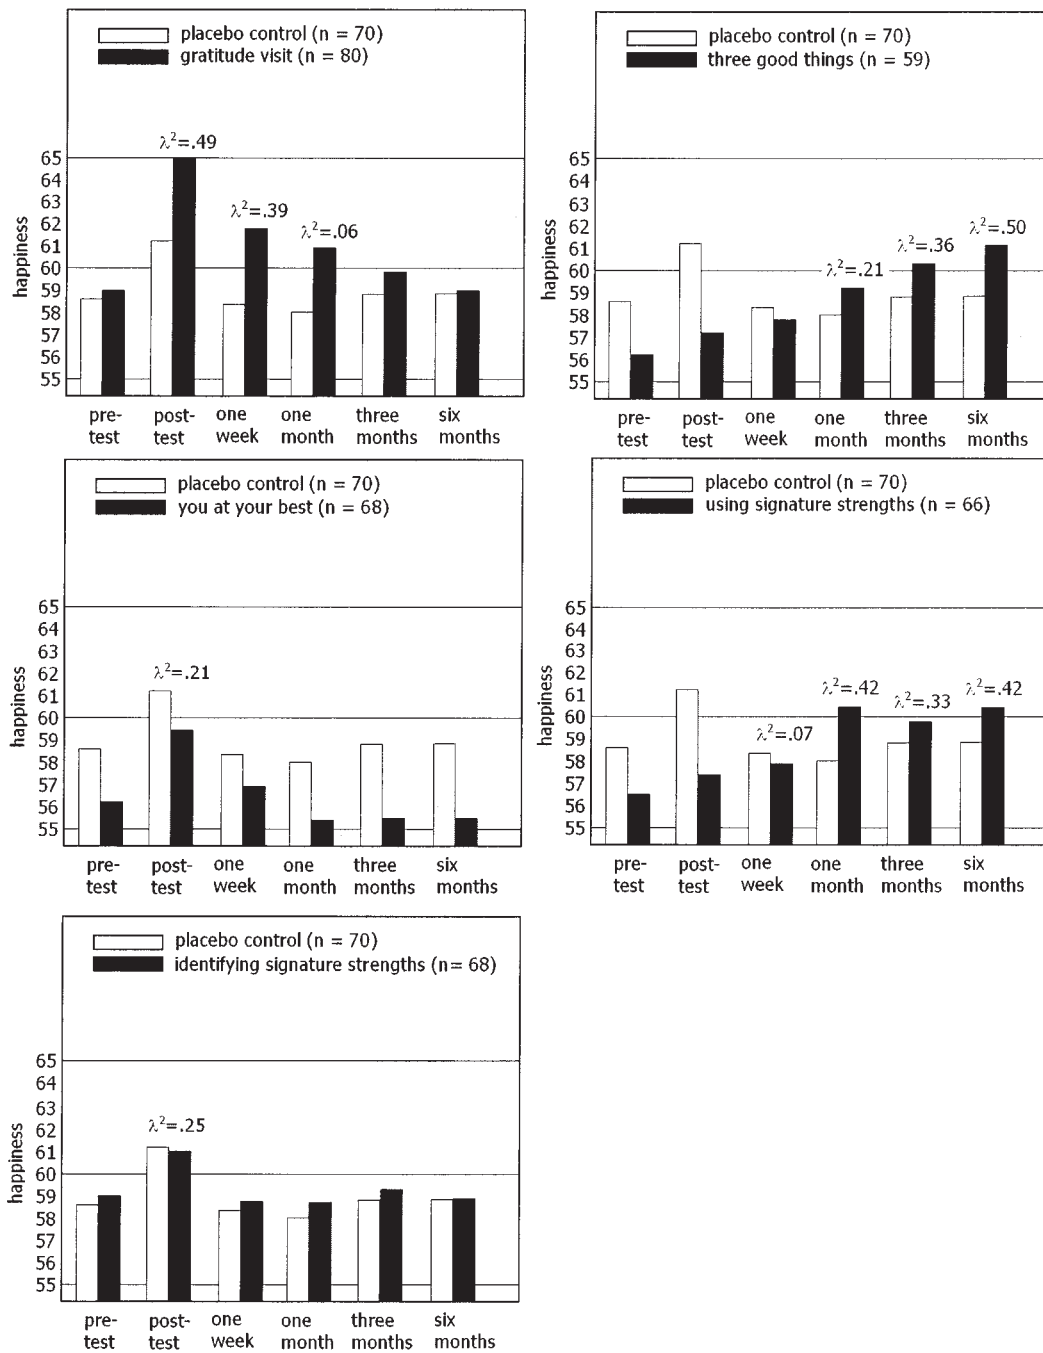 placebo control (n = 70)
gratitude visit (n = 80)
λ²=.49
λ²=.39
λ²=.06
happiness
65
64
63
62
61
60
59
58
57
56
55
pre-
test
post-
test
one
week
one
month
three
months
six
months
placebo control (n = 70)
three good things (n = 59)
λ²=.21
λ²=.36
λ²=.50
happiness
65
64
63
62
61
60
59
58
57
56
55
pre-
test
post-
test
one
week
one
month
three
months
six
months
placebo control (n = 70)
you at your best (n = 68)
λ²=.21
happiness
65
64
63
62
61
60
59
58
57
56
55
pre-
test
post-
test
one
week
one
month
three
months
six
months
placebo control (n = 70)
using signature strengths (n = 66)
λ²=.07
λ²=.42
λ²=.33
λ²=.42
happiness
65
64
63
62
61
60
59
58
57
56
55
pre-
test
post-
test
one
week
one
month
three
months
six
months
placebo control (n = 70)
identifying signature strengths (n= 68)
λ²=.25
happiness
65
64
63
62
61
60
59
58
57
56
55
pre-
test
post-
test
one
week
one
month
three
months
six
months